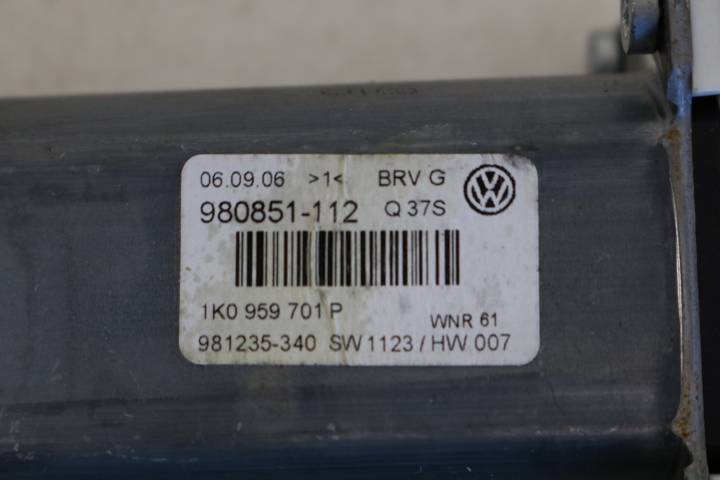 06.09.06 >1< BRV G
980851-112 Q 37S
1K0 959 701 P
WNR 61
981235-340 SW 1123 / HW 007